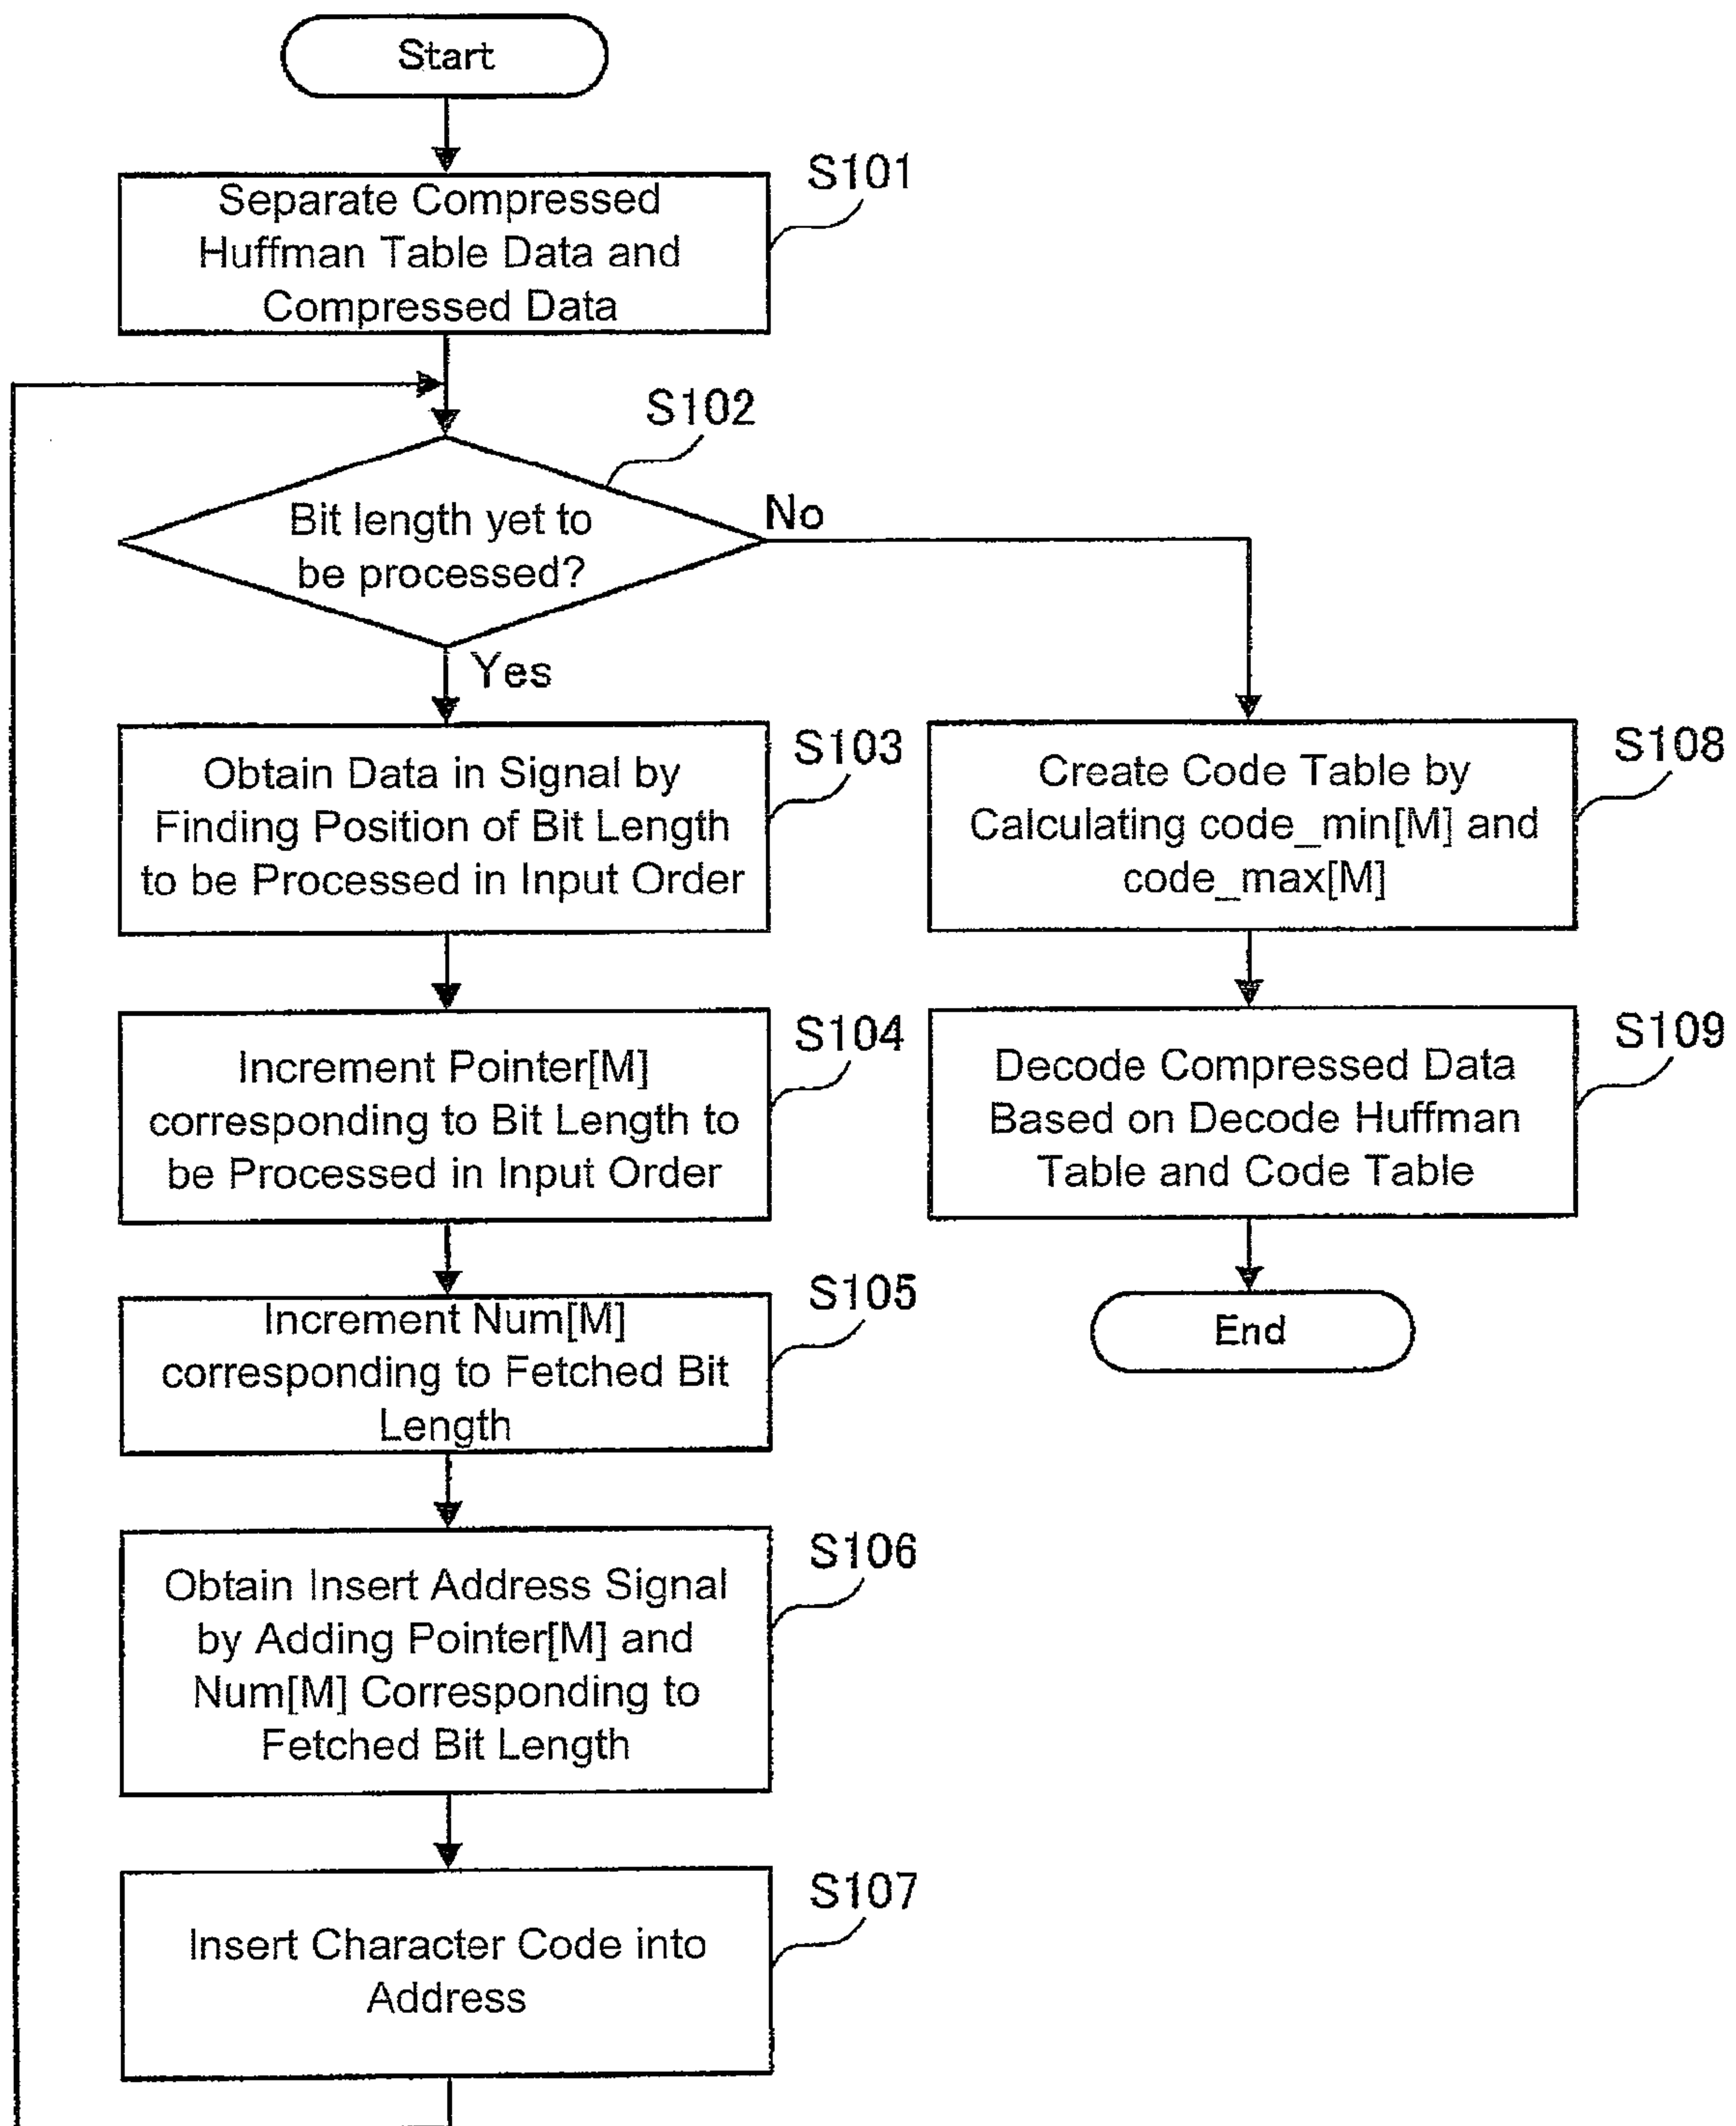 Start
S101
Separate Compressed
Huffman Table Data and
Compressed Data
S102
Bit length yet to
be processed?
No
Yes
S103
Obtain Data in Signal by
Finding Position of Bit Length
to be Processed in Input Order
S104
Increment Pointer[M]
corresponding to Bit Length to
be Processed in Input Order
S105
Increment Num[M]
corresponding to Fetched Bit
Length
S106
Obtain Insert Address Signal
by Adding Pointer[M] and
Num[M] Corresponding to
Fetched Bit Length
S107
Insert Character Code into
Address
S108
Create Code Table by
Calculating code_min[M] and
code_max[M]
S109
Decode Compressed Data
Based on Decode Huffman
Table and Code Table
End